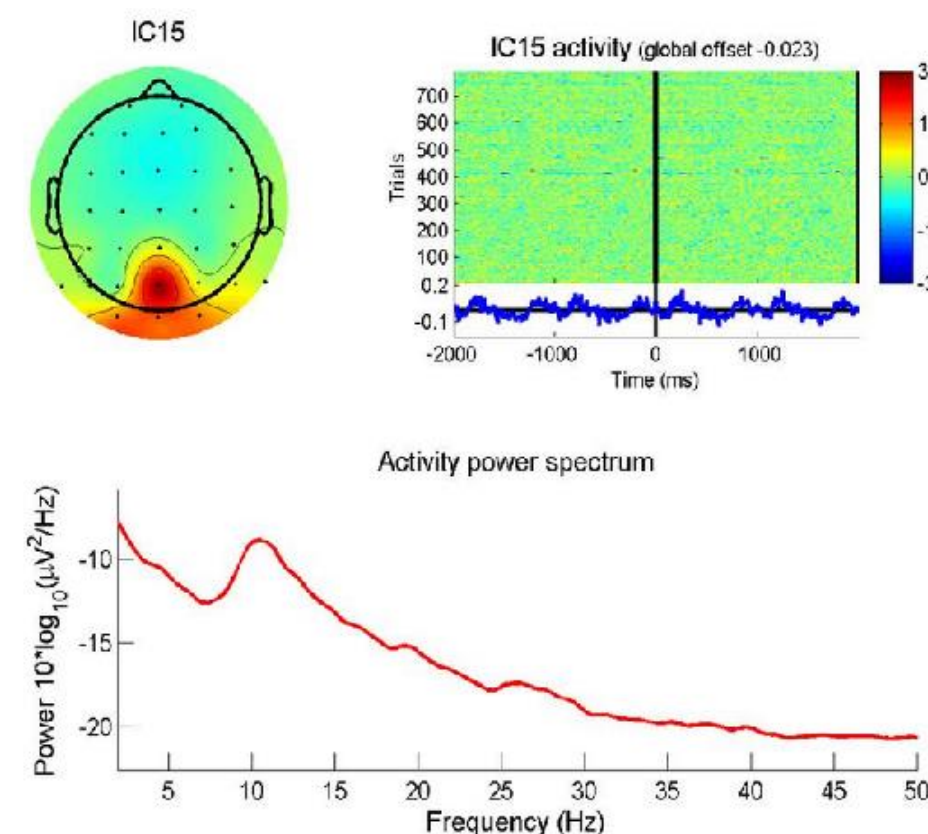 IC15
IC15 activity (global offset -0.023)
700
600
500
400
300
200
100
0.2
-0.1
Trials
3
0
-1
-3
-2000 -1000 0 1000
Time (ms)
Activity power spectrum
Power 10*log10(μV²/Hz)
-10
-15
-20
5 10 15 20 25 30 35 40 45 50
Frequency (Hz)